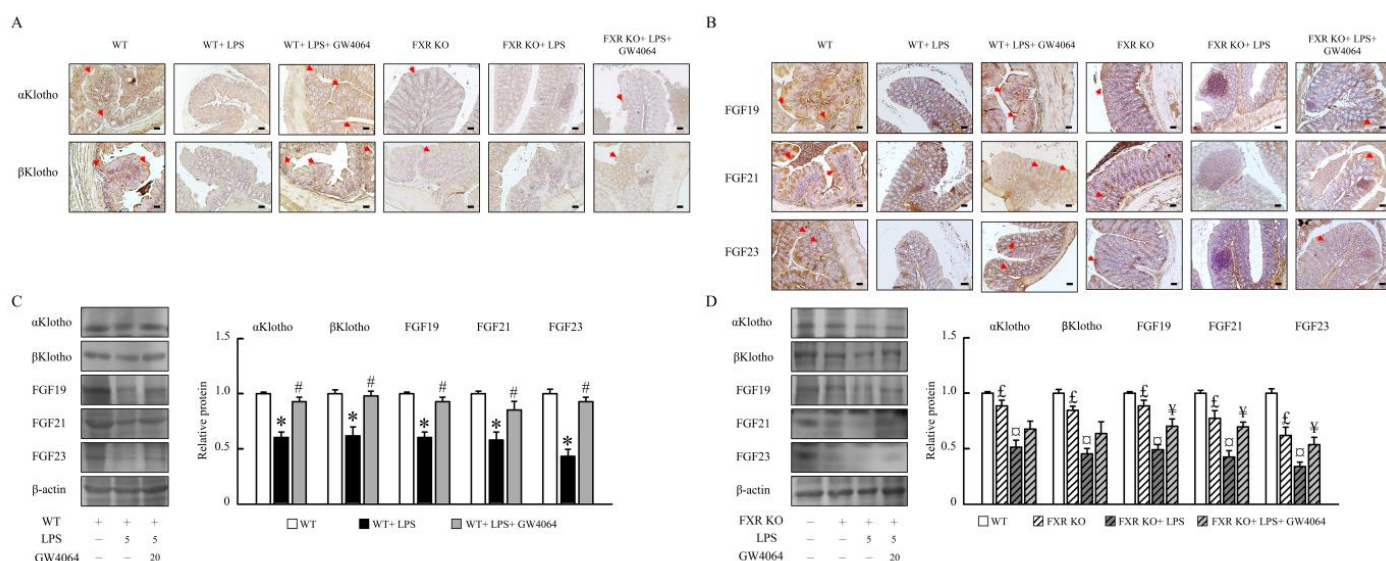 A
WT WT+ LPS WT+ LPS+ GW4064 FXR KO FXR KO+ LPS FXR KO+ LPS+
GW4064
αKlotho
βKlotho
B
WT WT+ LPS WT+ LPS+ GW4064 FXR KO FXR KO+ LPS FXR KO+ LPS+
GW4064
FGF19
FGF21
FGF23
C
αKlotho
βKlotho
FGF19
FGF21
FGF23
β-actin
WT + + +
LPS − 5 5
GW4064 − − 20
αKlotho βKlotho FGF19 FGF21 FGF23
Relative protein
1.5
1.0
0.5
0
# # # # #
* * * * *
WT WT+ LPS WT+ LPS+ GW4064
D
αKlotho
βKlotho
FGF19
FGF21
FGF23
β-actin
FXR KO − + + +
LPS − − 5 5
GW4064 − − − 20
αKlotho βKlotho FGF19 FGF21 FGF23
Relative protein
1.5
1.0
0.5
0
£ £ £ £ £
¤ ¤ ¤ ¤ ¤
¥ ¥ ¥
WT FXR KO FXR KO+ LPS FXR KO+ LPS+ GW4064